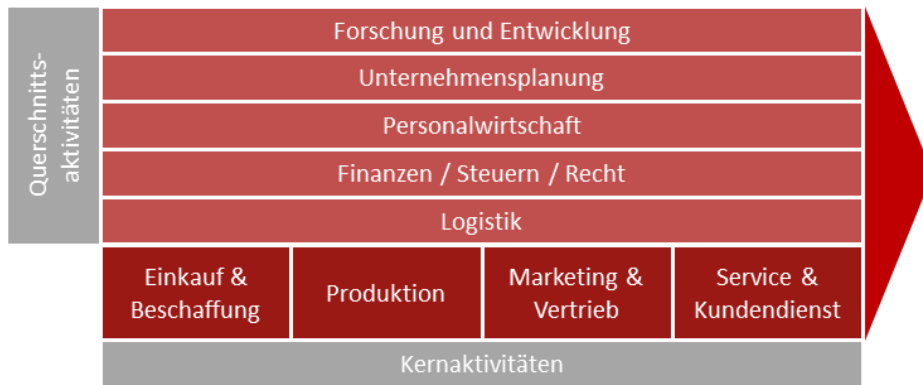 Querschnitts-
aktivitäten
Forschung und Entwicklung
Unternehmensplanung
Personalwirtschaft
Finanzen / Steuern / Recht
Logistik
Einkauf &
Beschaffung
Produktion
Marketing &
Vertrieb
Service &
Kundendienst
Kernaktivitäten